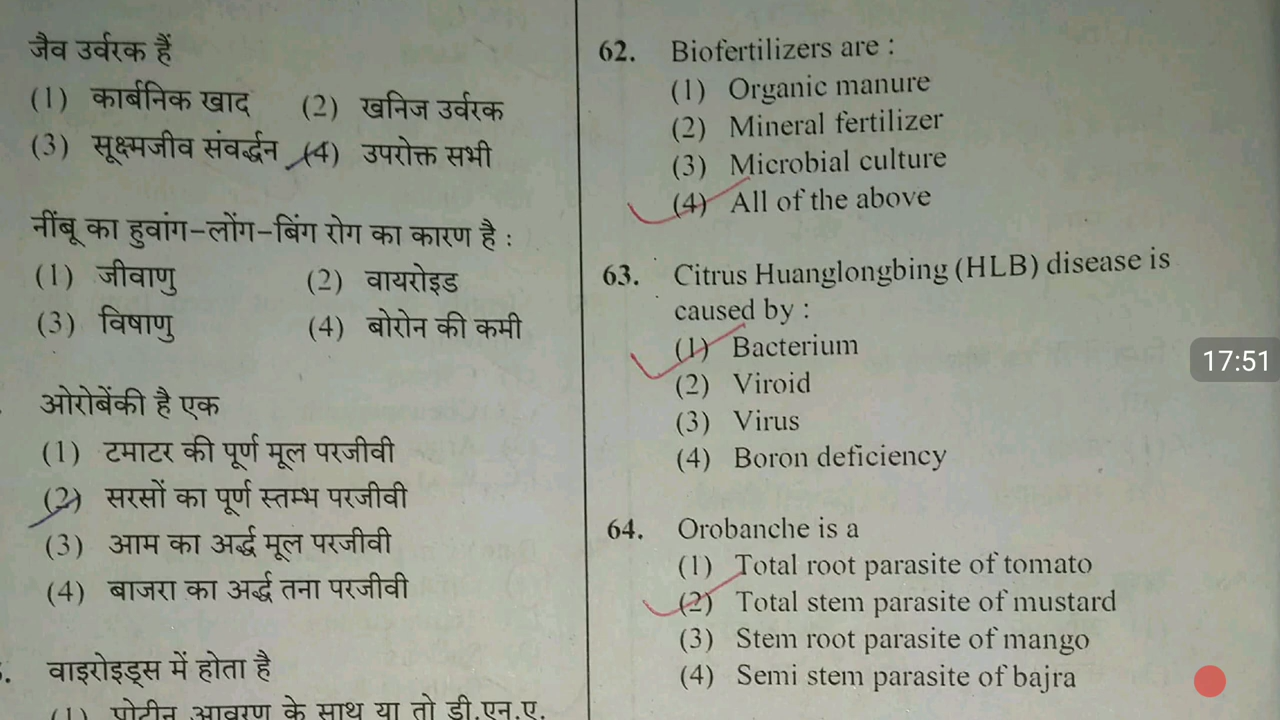 जैव उर्वरक हैं
(1) कार्बनिक खाद (2) खनिज उर्वरक
(3) सूक्ष्मजीव संवर्द्धन (4) उपरोक्त सभी
नींबू का हुवांग-लोंग-बिंग रोग का कारण है :
(1) जीवाणु (2) वायरोइड
(3) विषाणु (4) बोरोन की कमी
ओरोबेंकी है एक
(1) टमाटर की पूर्ण मूल परजीवी
(2) सरसों का पूर्ण स्तम्भ परजीवी
(3) आम का अर्द्ध मूल परजीवी
(4) बाजरा का अर्द्ध तना परजीवी
वाइरोइड्स में होता है
(1) प्रोटीन आवरण के साथ या तो डी.एन.ए.
62. Biofertilizers are :
(1) Organic manure
(2) Mineral fertilizer
(3) Microbial culture
(4) All of the above
63. Citrus Huanglongbing (HLB) disease is
caused by :
(1) Bacterium
(2) Viroid
(3) Virus
(4) Boron deficiency
64. Orobanche is a
(1) Total root parasite of tomato
(2) Total stem parasite of mustard
(3) Stem root parasite of mango
(4) Semi stem parasite of bajra
17:51